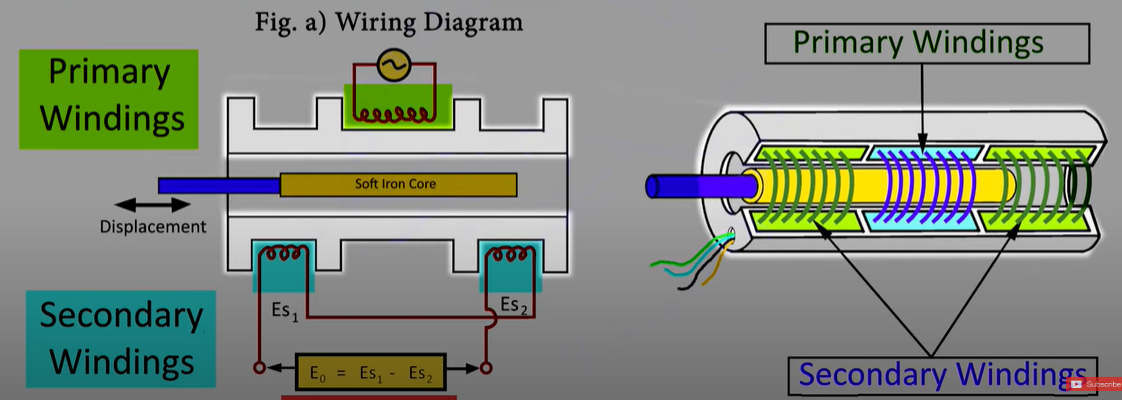 Fig. a) Wiring Diagram
Primary
Windings
Soft Iron Core
Displacement
Secondary
Windings
Es1
Es2
E0 = Es1 - Es2
Primary Windings
Secondary Windings
Subscribe